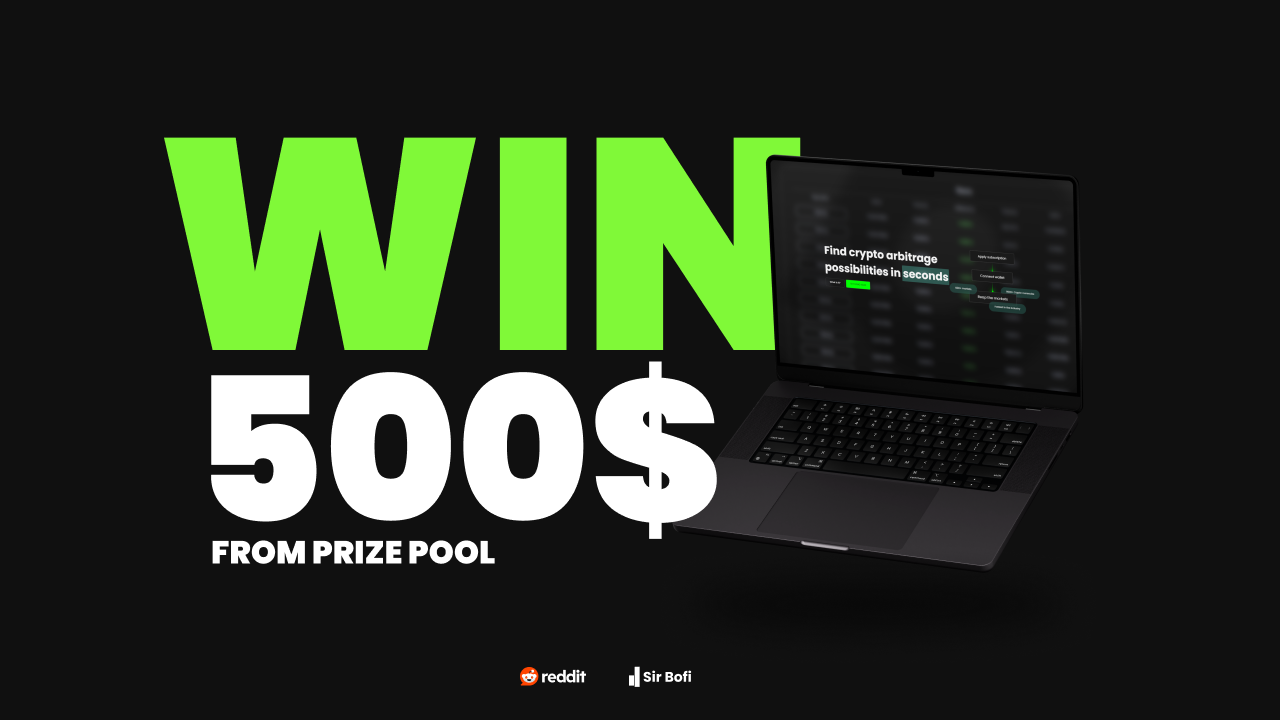 WIN
500$
FROM PRIZE POOL
Find crypto arbitrage
possibilities in seconds
Apply subscription
Connect wallet
Beep the markets
reddit
Sir Bofi